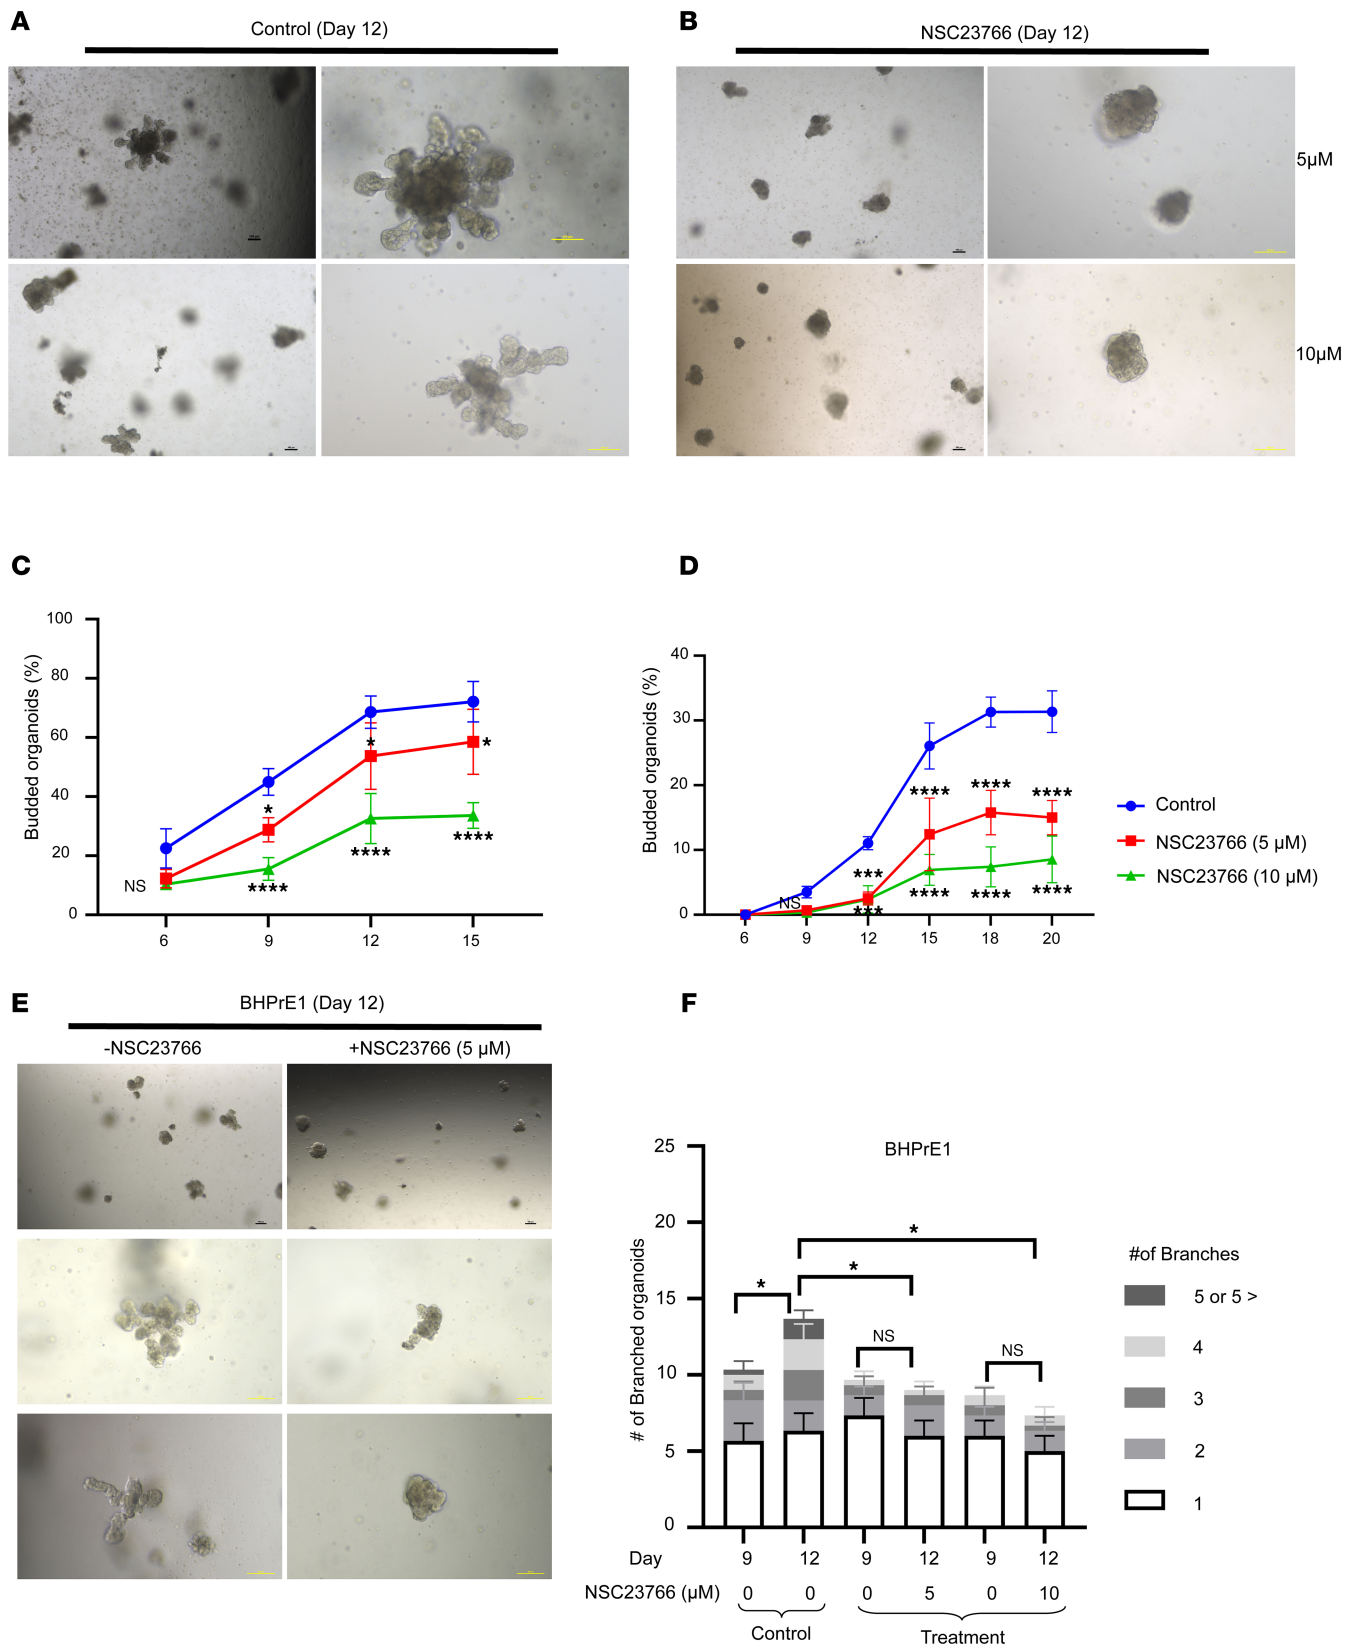 A
Control (Day 12)
B
NSC23766 (Day 12)
5µM
10µM
C
D
Budded organoids (%)
100
80
60
40
20
0
NS
*
*
*
****
****
****
6
9
12
15
Budded organoids (%)
40
30
20
10
0
NS
***
***
****
****
****
****
****
****
6
9
12
15
18
20
Control
NSC23766 (5 µM)
NSC23766 (10 µM)
E
BHPrE1 (Day 12)
-NSC23766
+NSC23766 (5 µM)
F
BHPrE1
# of Branched organoids
25
20
15
10
5
0
*
*
*
NS
NS
#of Branches
5 or 5 >
4
3
2
1
Day 9 12 9 12 9 12
NSC23766 (µM) 0 0 0 5 0 10
Control
Treatment